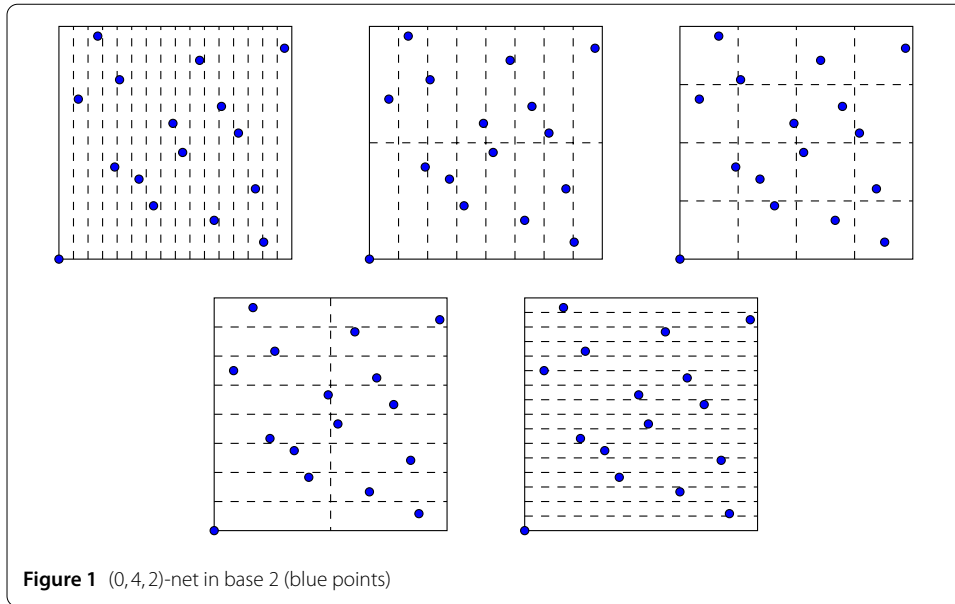 Figure 1 (0, 4, 2)-net in base 2 (blue points)